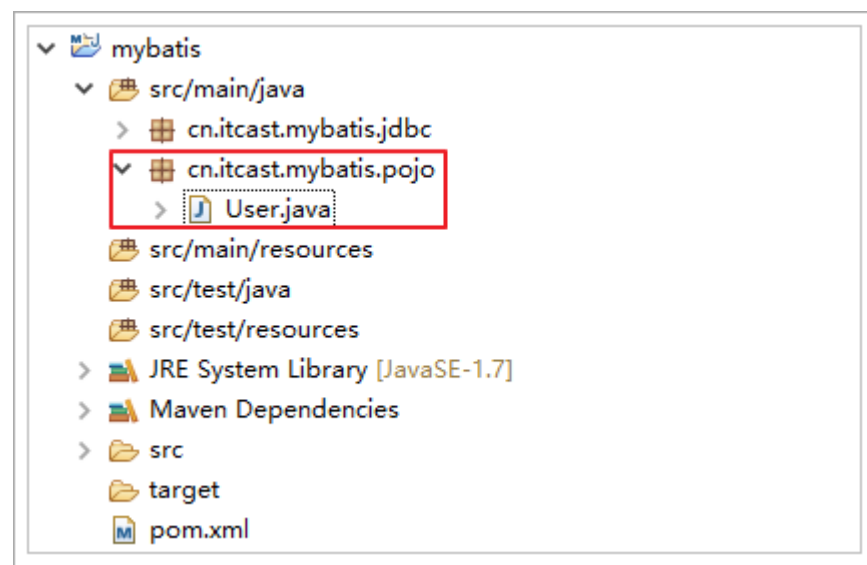 mybatis
src/main/java
cn.itcast.mybatis.jdbc
cn.itcast.mybatis.pojo
User.java
src/main/resources
src/test/java
src/test/resources
JRE System Library [JavaSE-1.7]
Maven Dependencies
src
target
pom.xml